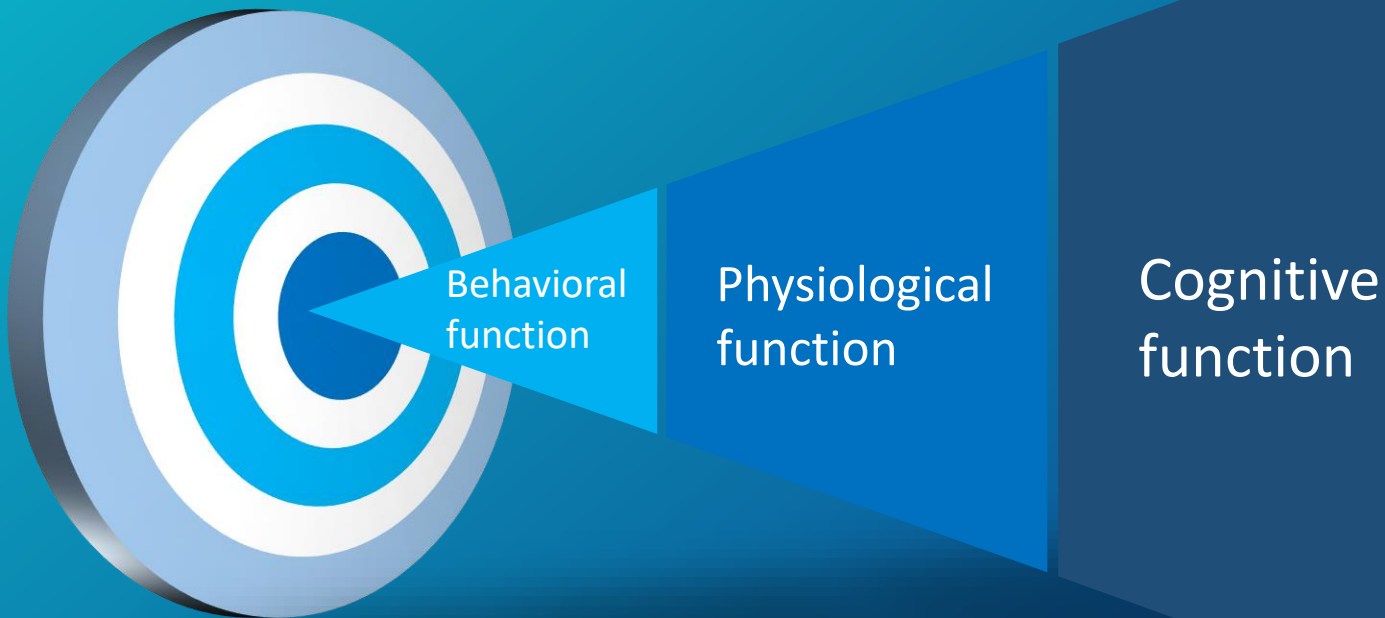 Behavioral
function
Physiological
function
Cognitive
function